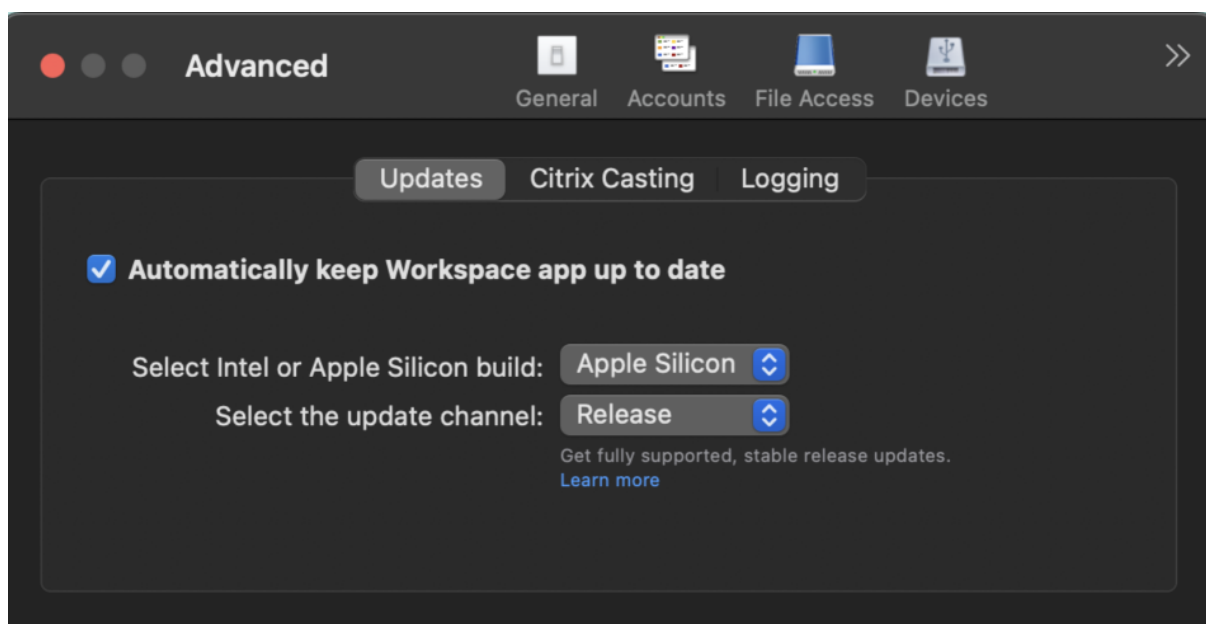 Advanced
General Accounts File Access Devices
Updates Citrix Casting Logging
Automatically keep Workspace app up to date
Select Intel or Apple Silicon build: Apple Silicon
Select the update channel: Release
Get fully supported, stable release updates.
Learn more